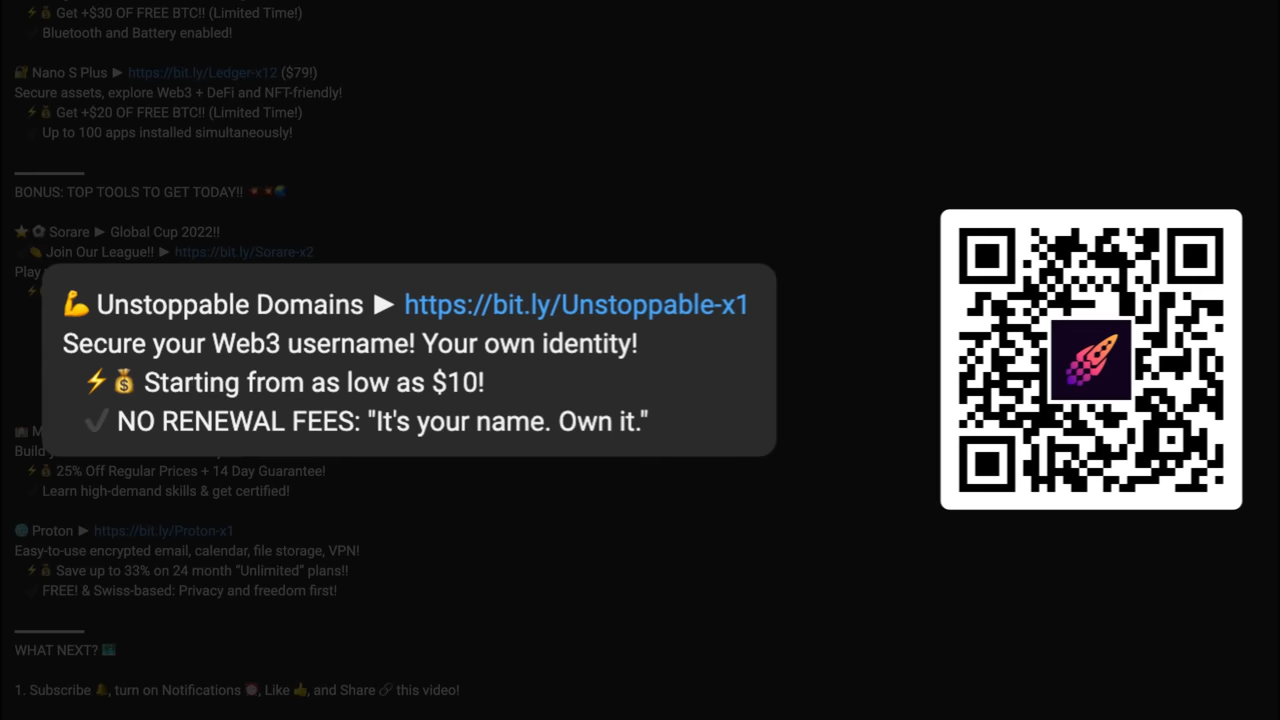 ⚡💰 Get +$30 OF FREE BTC!! (Limited Time!)
✔ Bluetooth and Battery enabled!
🔐 Nano S Plus ► https://bit.ly/Ledger-x12 ($79!)
Secure assets, explore Web3 + DeFi and NFT-friendly!
⚡💰 Get +$20 OF FREE BTC!! (Limited Time!)
✔ Up to 100 apps installed simultaneously!
BONUS: TOP TOOLS TO GET TODAY!!
⭐⚽ Sorare ► Global Cup 2022!!
Join Our League!! ► https://bit.ly/Sorare-x2
Play
💪 Unstoppable Domains ► https://bit.ly/Unstoppable-x1
Secure your Web3 username! Your own identity!
⚡💰 Starting from as low as $10!
✔ NO RENEWAL FEES: "It's your name. Own it."
Build
⚡💰 25% Off Regular Prices + 14 Day Guarantee!
✔ Learn high-demand skills & get certified!
Proton ► https://bit.ly/Proton-x1
Easy-to-use encrypted email, calendar, file storage, VPN!
⚡💰 Save up to 33% on 24 month "Unlimited" plans!!
✔ FREE! & Swiss-based: Privacy and freedom first!
WHAT NEXT?
1. Subscribe 🔔, turn on Notifications ⏰, Like 👍, and Share 🔗 this video!